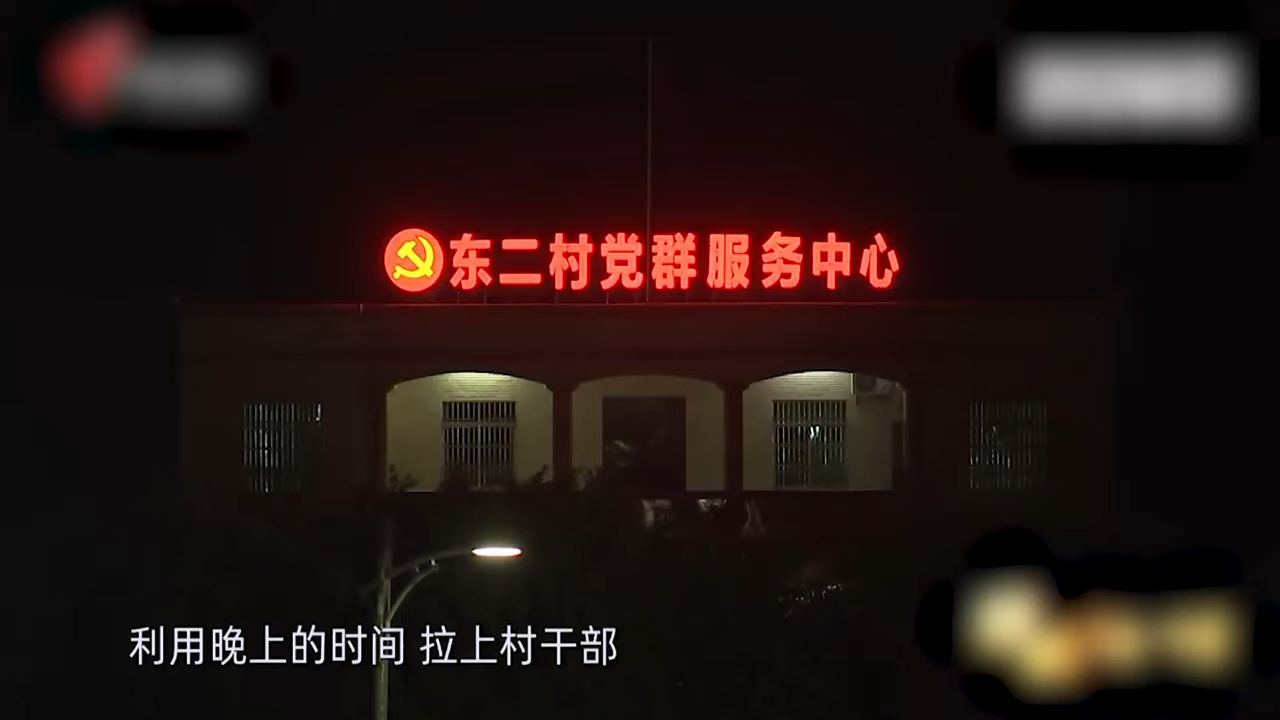 东二村党群服务中心
利用晚上的时间 拉上村干部